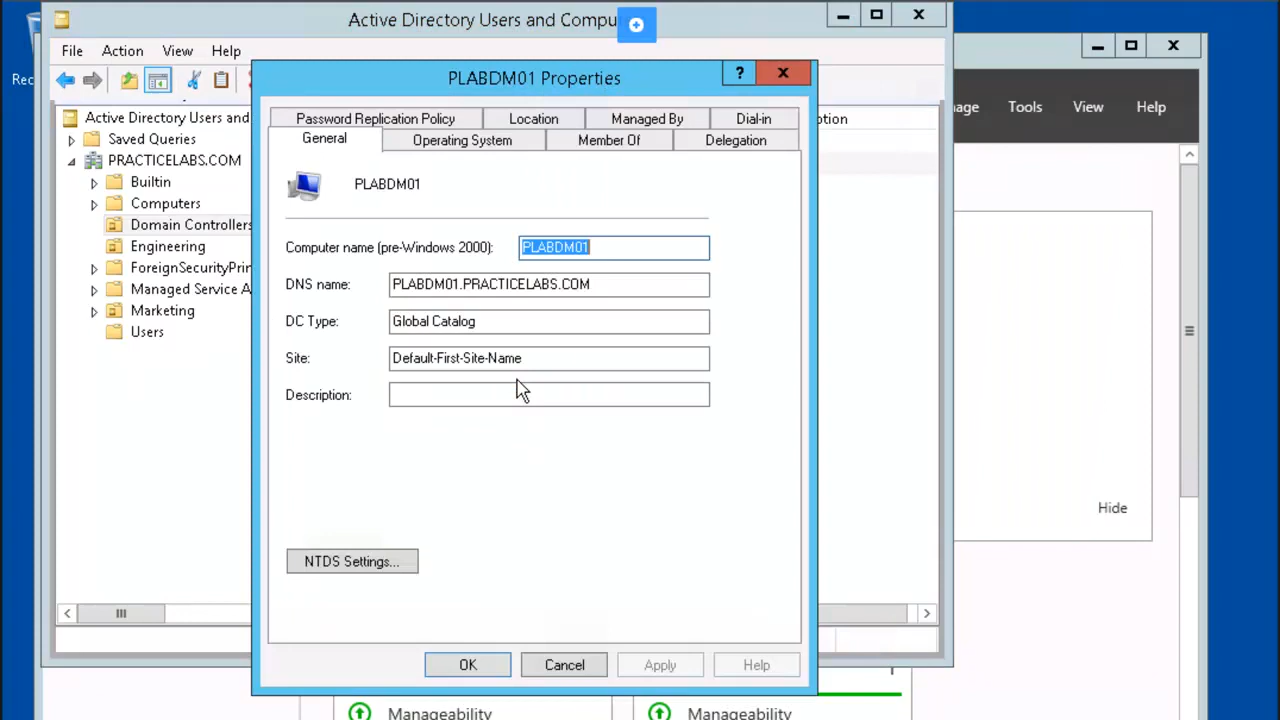 Active Directory Users and Compu
File Action View Help
Rec
Active Directory Users and
Saved Queries
PRACTICELABS.COM
Builtin
Computers
Domain Controllers
Engineering
ForeignSecurityPrin
Managed Service A
Marketing
Users
PLABDM01 Properties
?
Password Replication Policy Location Managed By Dial-in
General Operating System Member Of Delegation
PLABDM01
Computer name (pre-Windows 2000): PLABDM01
DNS name: PLABDM01.PRACTICELABS.COM
DC Type: Global Catalog
Site: Default-First-Site-Name
Description:
NTDS Settings...
OK Cancel Apply Help
ption
age Tools View Help
Hide
Manageability Manageability